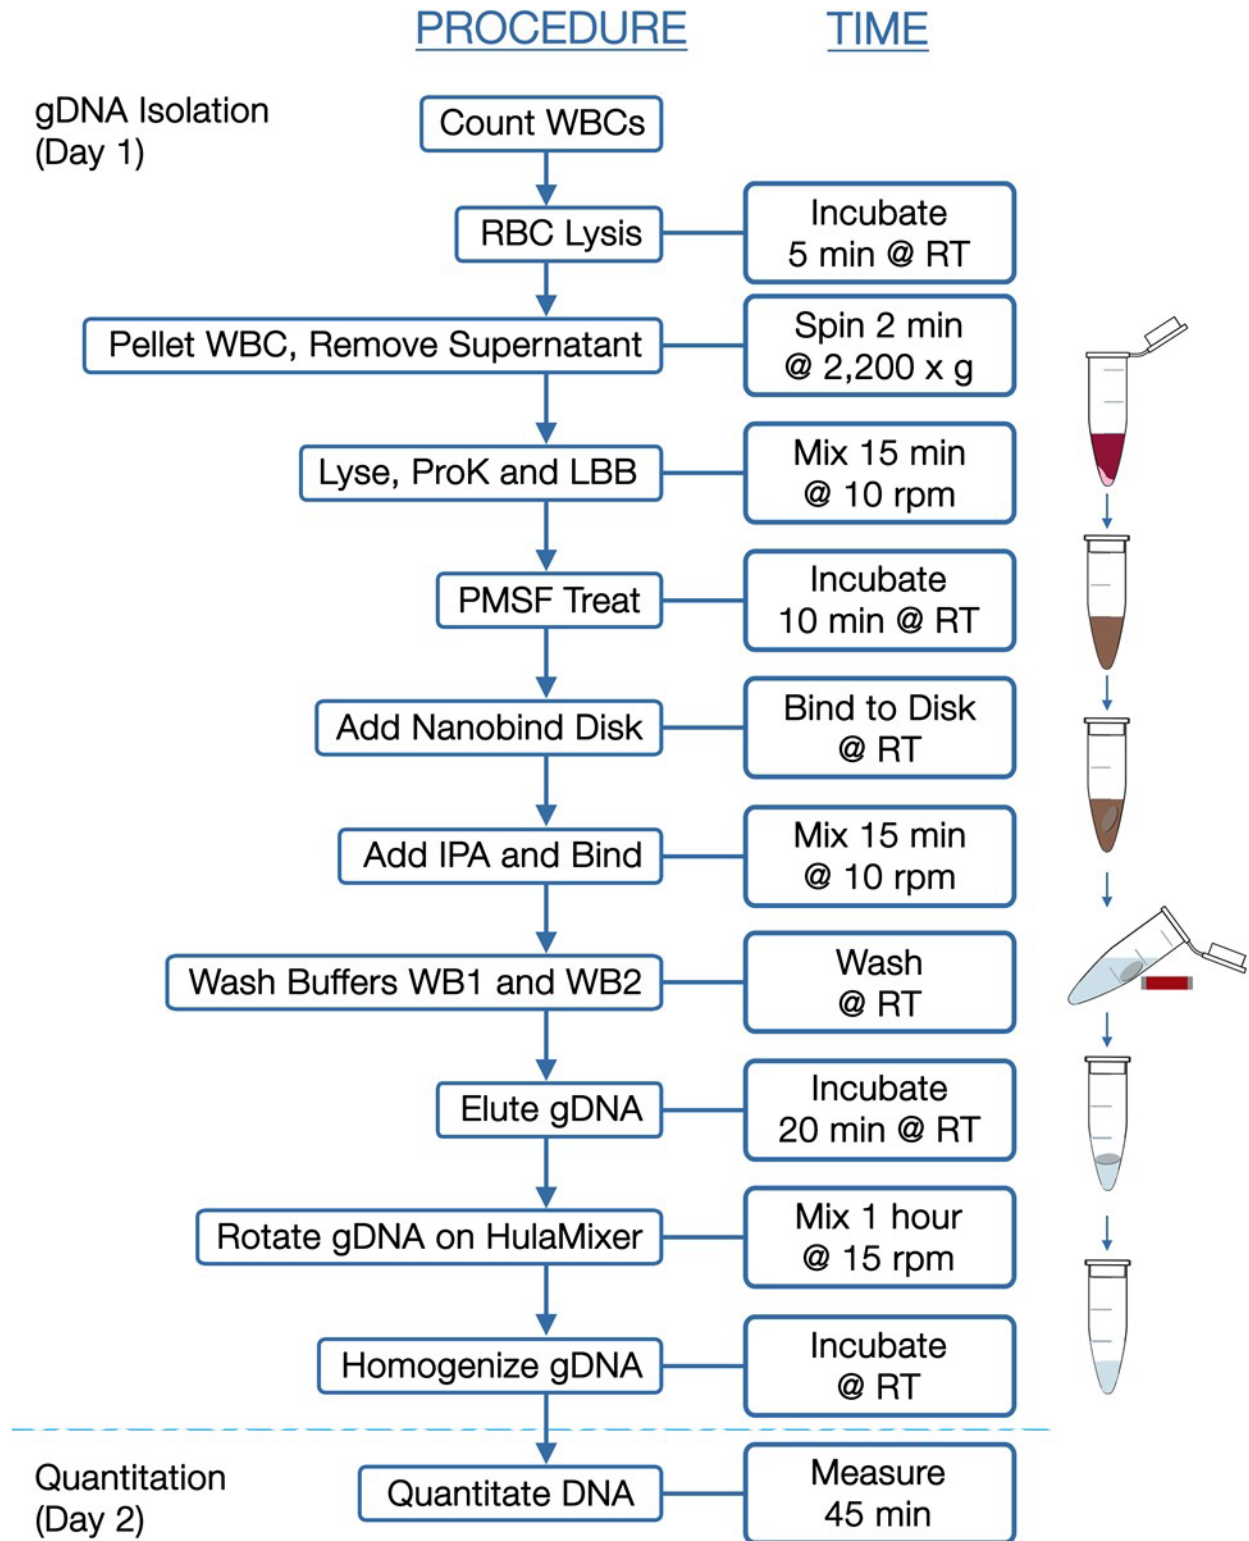 PROCEDURE
TIME
gDNA Isolation
(Day 1)
Count WBCs
RBC Lysis
Incubate
5 min @ RT
Pellet WBC, Remove Supernatant
Spin 2 min
@ 2,200 x g
Lyse, ProK and LBB
Mix 15 min
@ 10 rpm
PMSF Treat
Incubate
10 min @ RT
Add Nanobind Disk
Bind to Disk
@ RT
Add IPA and Bind
Mix 15 min
@ 10 rpm
Wash Buffers WB1 and WB2
Wash
@ RT
Elute gDNA
Incubate
20 min @ RT
Rotate gDNA on HulaMixer
Mix 1 hour
@ 15 rpm
Homogenize gDNA
Incubate
@ RT
Quantitation
(Day 2)
Quantitate DNA
Measure
45 min